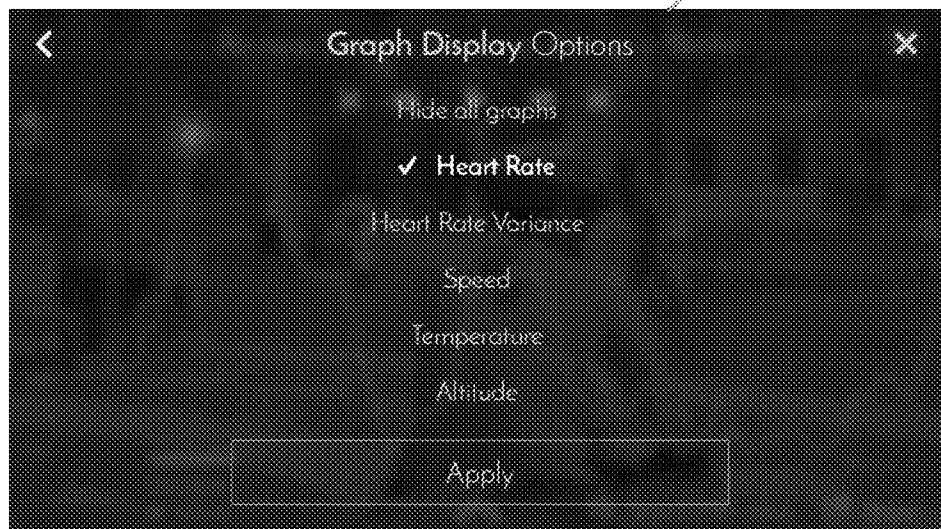 Graph Display Options
Hide all graphs
✓ Heart Rate
Heart Rate Variance
Speed
Temperature
Altitude
Apply